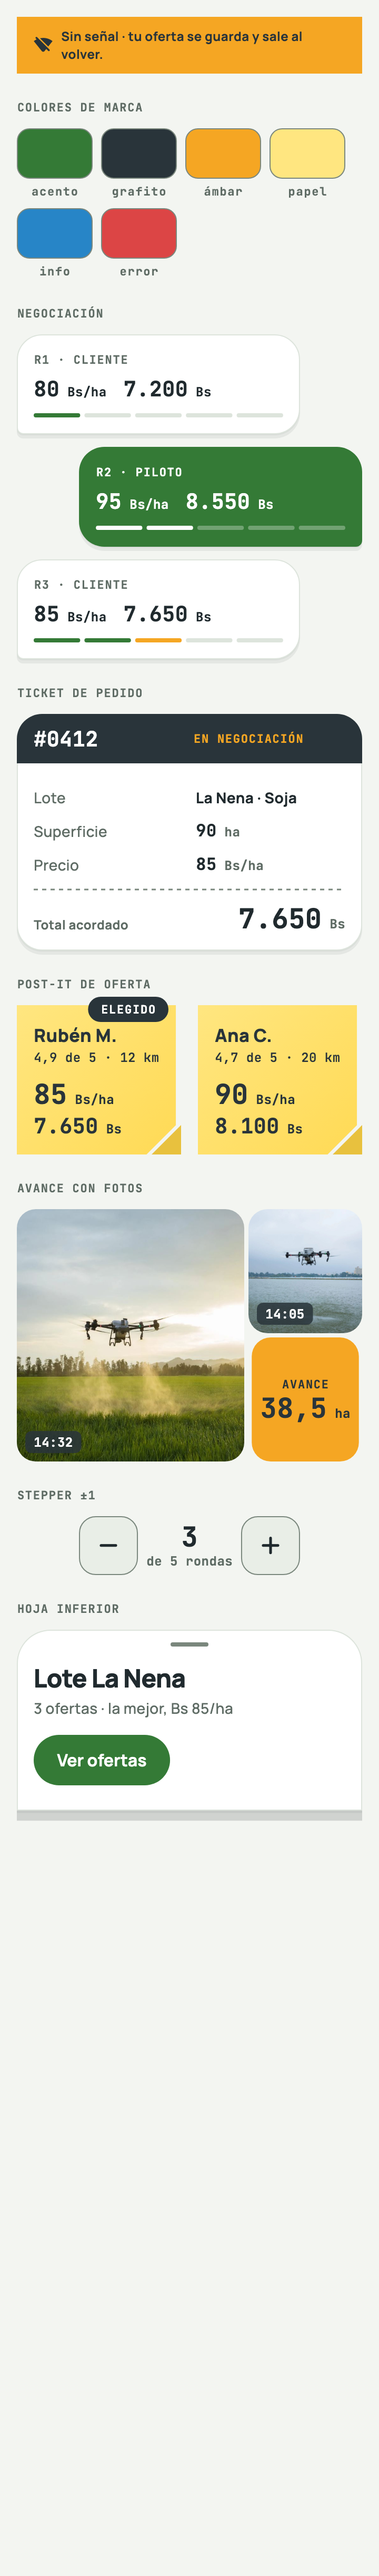 Sin señal · tu oferta se guarda y sale al
volver.
COLORES DE MARCA
acento grafito ámbar papel
info error
NEGOCIACIÓN
R1 · CLIENTE
80 Bs/ha 7.200 Bs
R2 · PILOTO
95 Bs/ha 8.550 Bs
R3 · CLIENTE
85 Bs/ha 7.650 Bs
TICKET DE PEDIDO
#0412 EN NEGOCIACIÓN
Lote La Nena · Soja
Superficie 90 ha
Precio 85 Bs/ha
Total acordado 7.650 Bs
POST-IT DE OFERTA
ELEGIDO
Rubén M.
4,9 de 5 · 12 km
85 Bs/ha
7.650 Bs
Ana C.
4,7 de 5 · 20 km
90 Bs/ha
8.100 Bs
AVANCE CON FOTOS
14:32
14:05
AVANCE
38,5 ha
STEPPER ±1
− 3 +
de 5 rondas
HOJA INFERIOR
Lote La Nena
3 ofertas · la mejor, Bs 85/ha
Ver ofertas